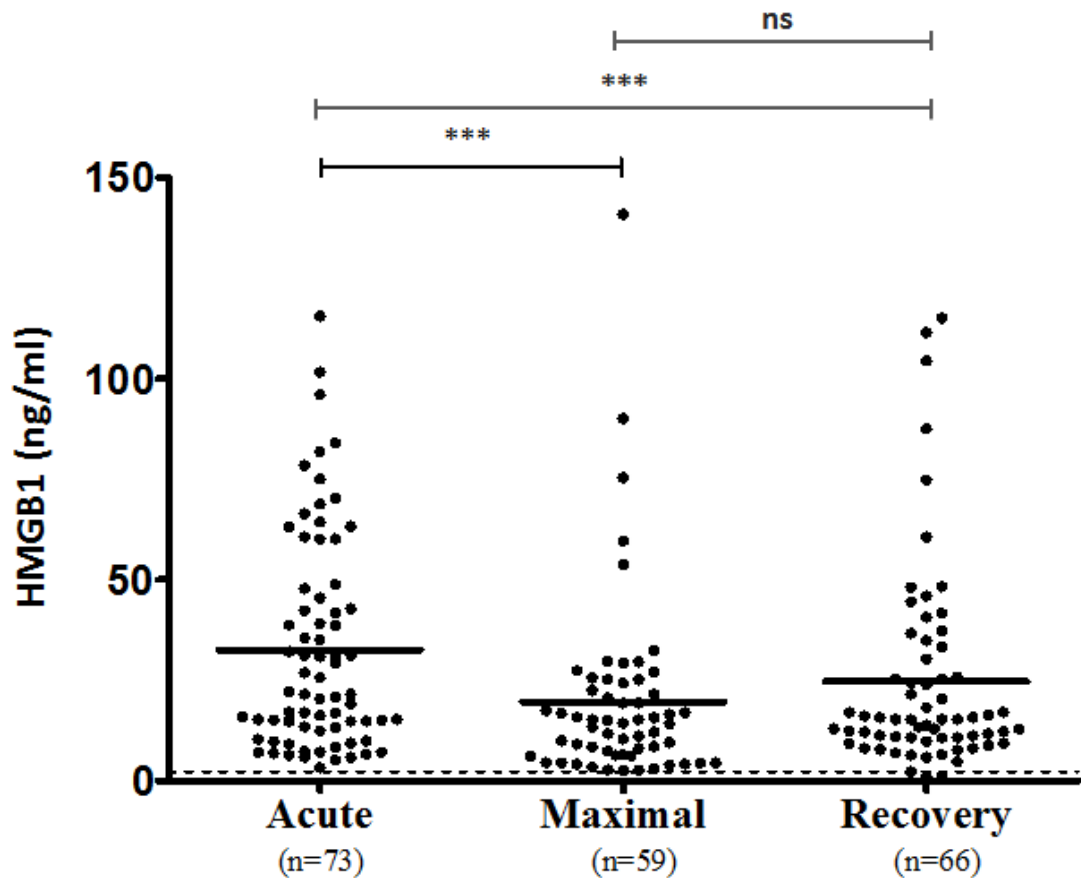 ns
***
***
150
100
50
0
HMGB1 (ng/ml)
Acute Maximal Recovery
(n=73) (n=59) (n=66)